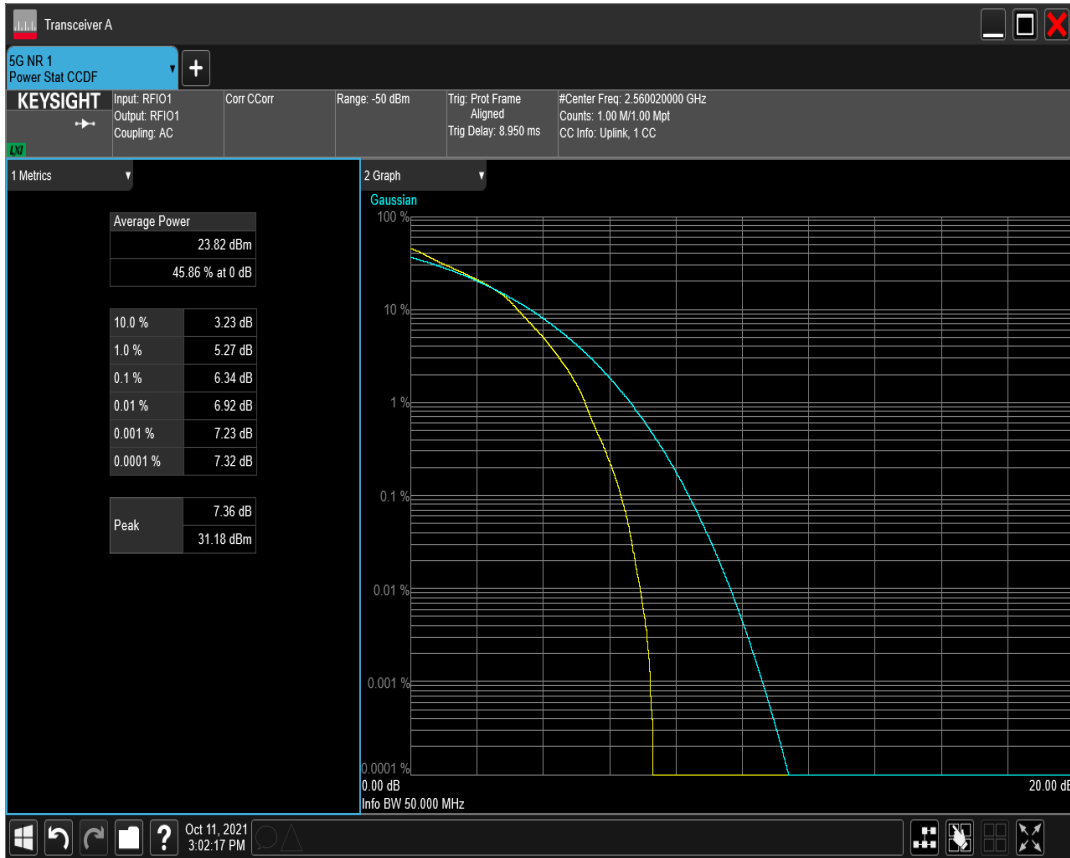 Transceiver A
5G NR 1
Power Stat CCDF
KEYSIGHT
LXI
Input: RFIO1
Output: RFIO1
Coupling: AC
Corr CCorr
Range: -50 dBm
Trig: Prot Frame
Aligned
Trig Delay: 8.950 ms
#Center Freq: 2.560020000 GHz
Counts: 1.00 M/1.00 Mpt
CC Info: Uplink, 1 CC
1 Metrics
Average Power
23.82 dBm
45.86 % at 0 dB
10.0 % 3.23 dB
1.0 % 5.27 dB
0.1 % 6.34 dB
0.01 % 6.92 dB
0.001 % 7.23 dB
0.0001 % 7.32 dB
Peak 7.36 dB
31.18 dBm
2 Graph
Gaussian
100 %
10 %
1 %
0.1 %
0.01 %
0.001 %
0.0001 %
0.00 dB 20.00 dB
Info BW 50.000 MHz
? Oct 11, 2021
3:02:17 PM